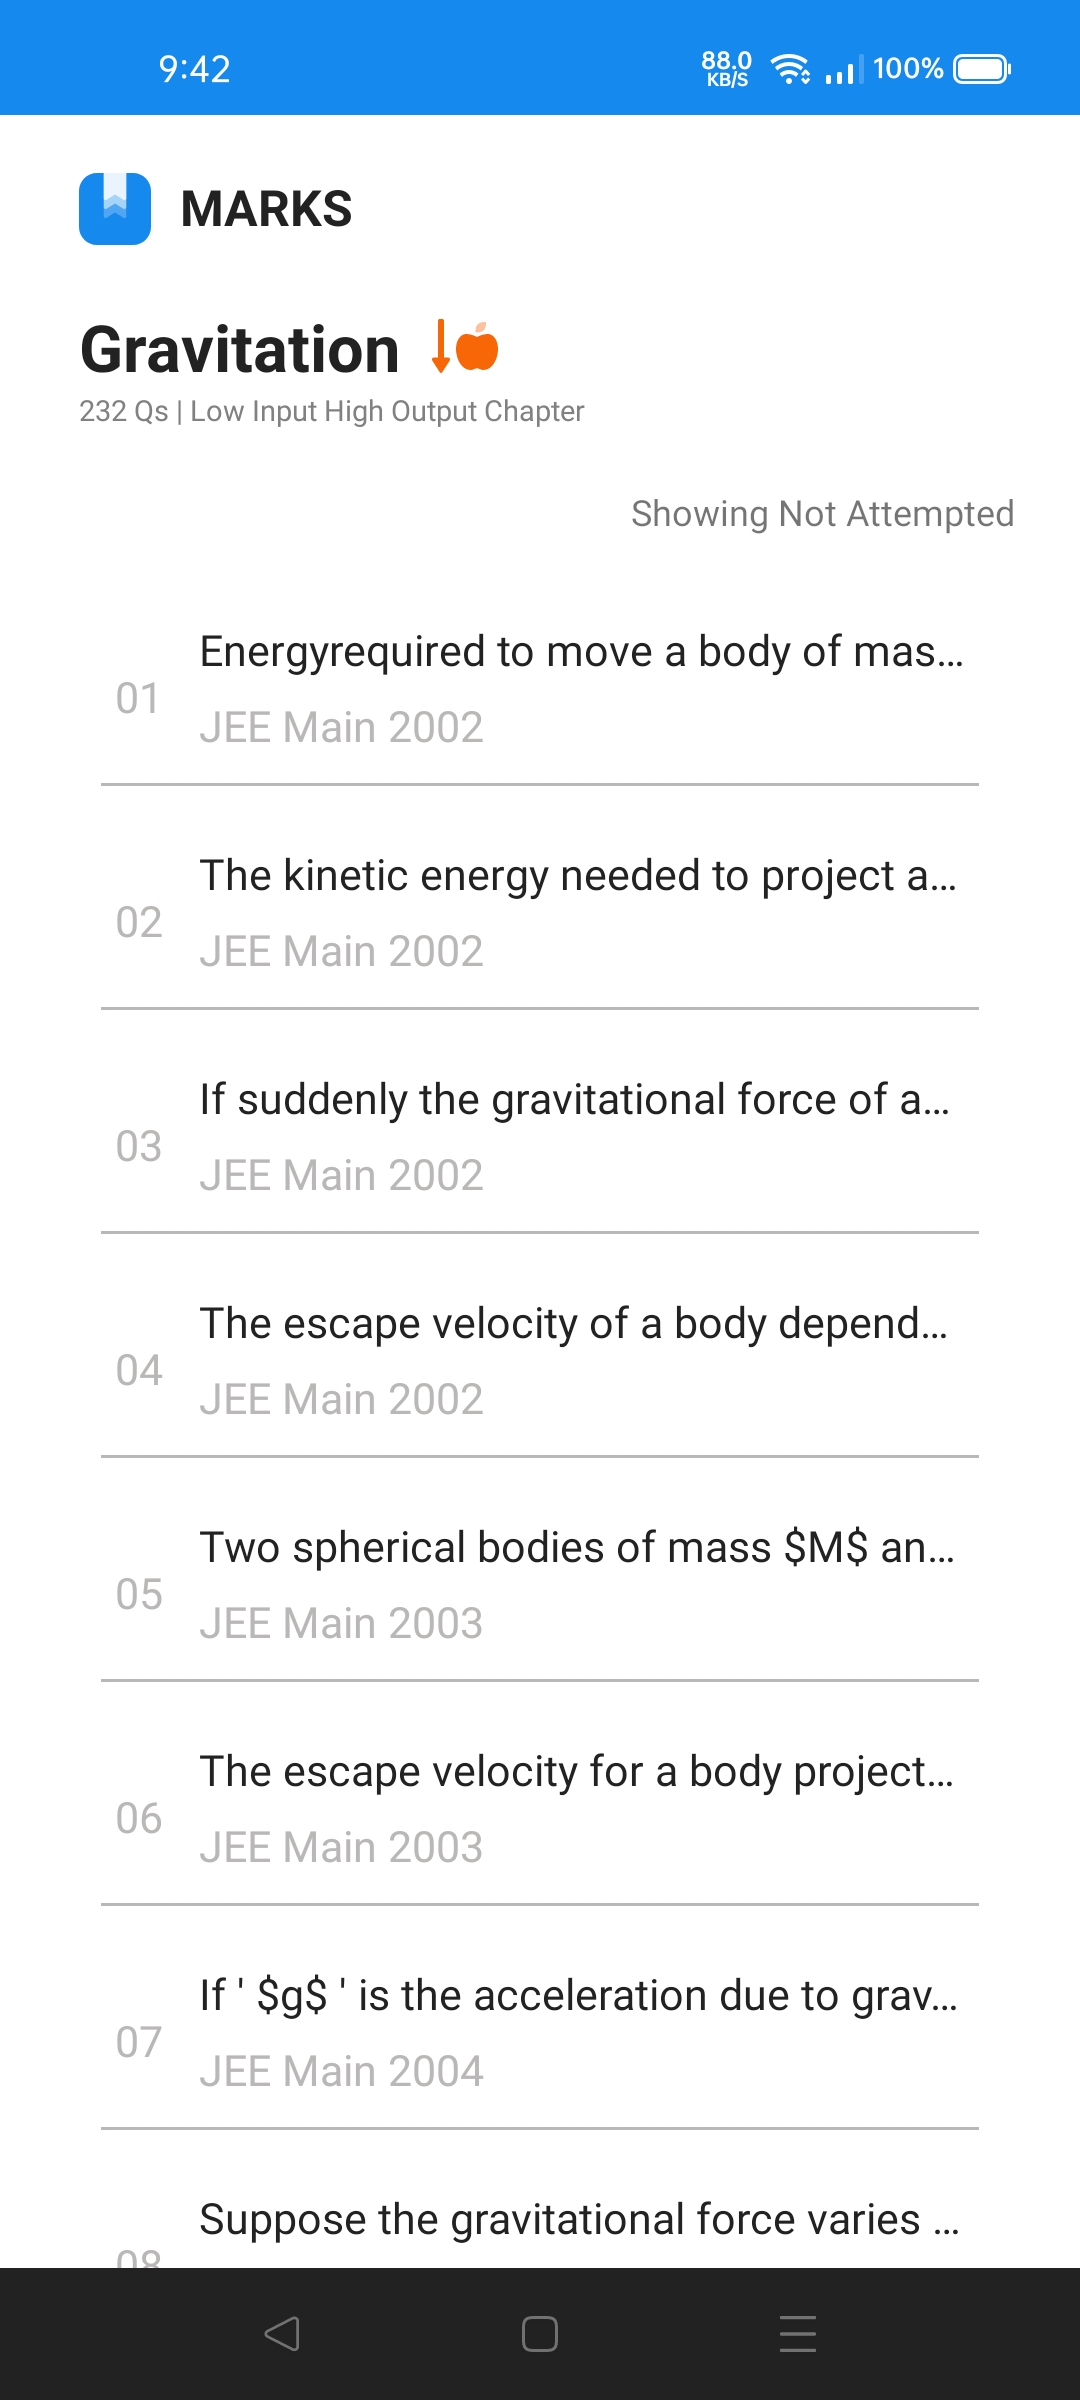 9:42
88.0
KB/S
100%
MARKS
Gravitation
232 Qs | Low Input High Output Chapter
Showing Not Attempted
Energyrequired to move a body of mas...
01
JEE Main 2002
The kinetic energy needed to project a...
02
JEE Main 2002
If suddenly the gravitational force of a...
03
JEE Main 2002
The escape velocity of a body depend...
04
JEE Main 2002
Two spherical bodies of mass $M$ an...
05
JEE Main 2003
The escape velocity for a body project...
06
JEE Main 2003
If ' $g$ ' is the acceleration due to grav...
07
JEE Main 2004
Suppose the gravitational force varies ...
08